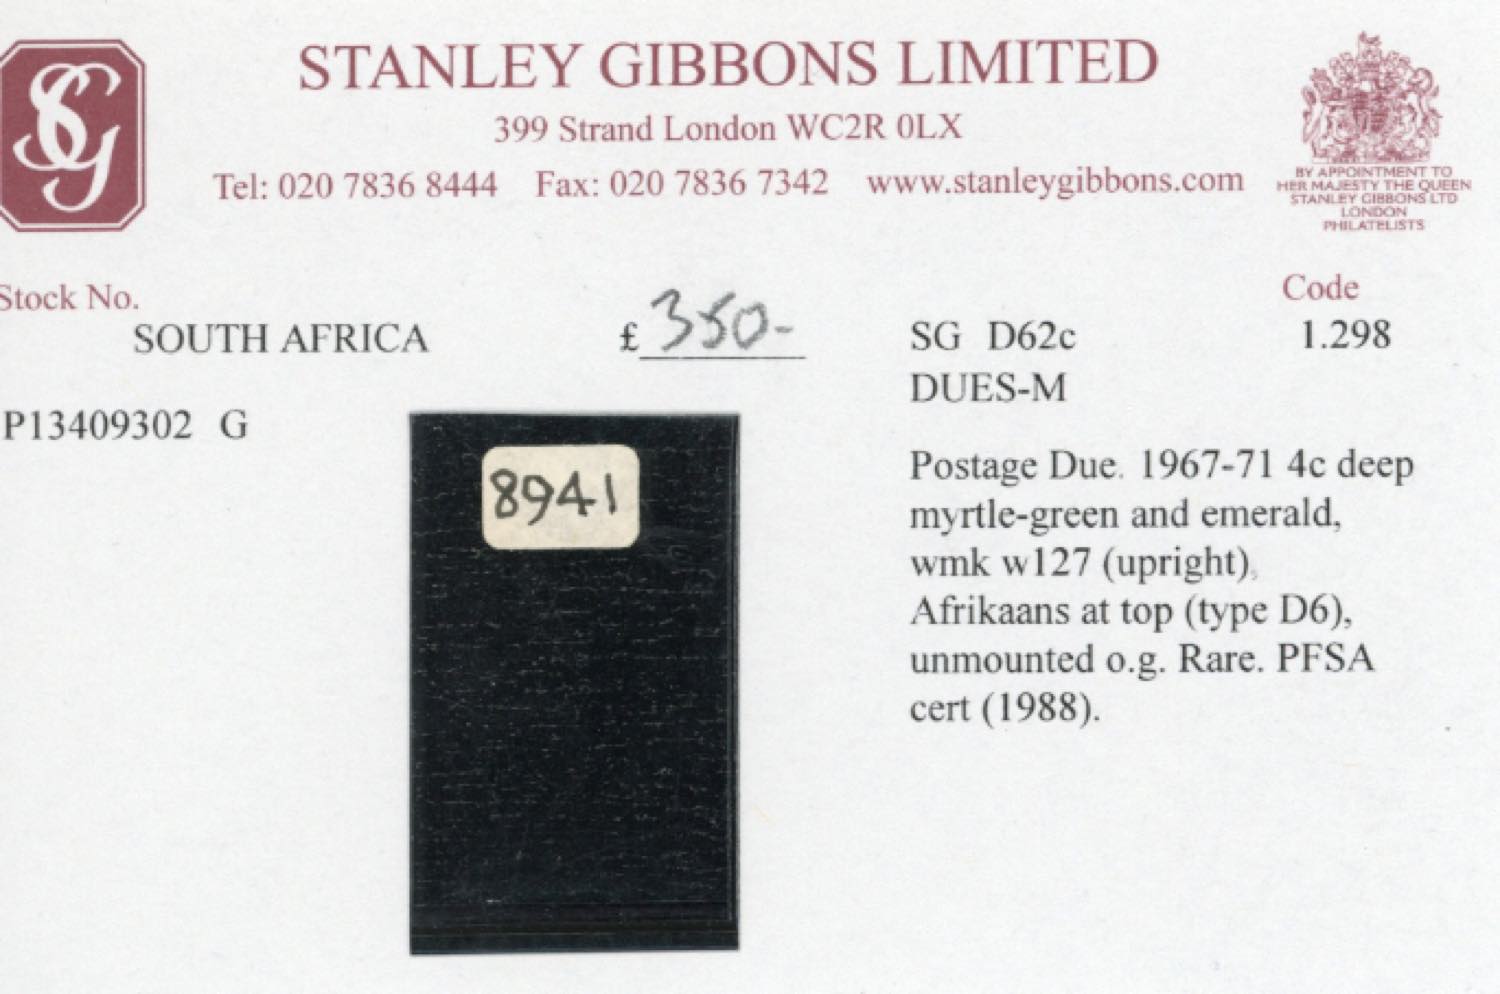 SG
STANLEY GIBBONS LIMITED
399 Strand London WC2R 0LX
Tel: 020 7836 8444 Fax: 020 7836 7342 www.stanleygibbons.com
BY APPOINTMENT TO
HER MAJESTY THE QUEEN
STANLEY GIBBONS LTD
LONDON
PHILATELISTS
Stock No.
Code
SOUTH AFRICA £ 350- SG D62c 1.298
DUES-M
P13409302 G
8941
Postage Due. 1967-71 4c deep
myrtle-green and emerald,
wmk w127 (upright),
Afrikaans at top (type D6),
unmounted o.g. Rare. PFSA
cert (1988).